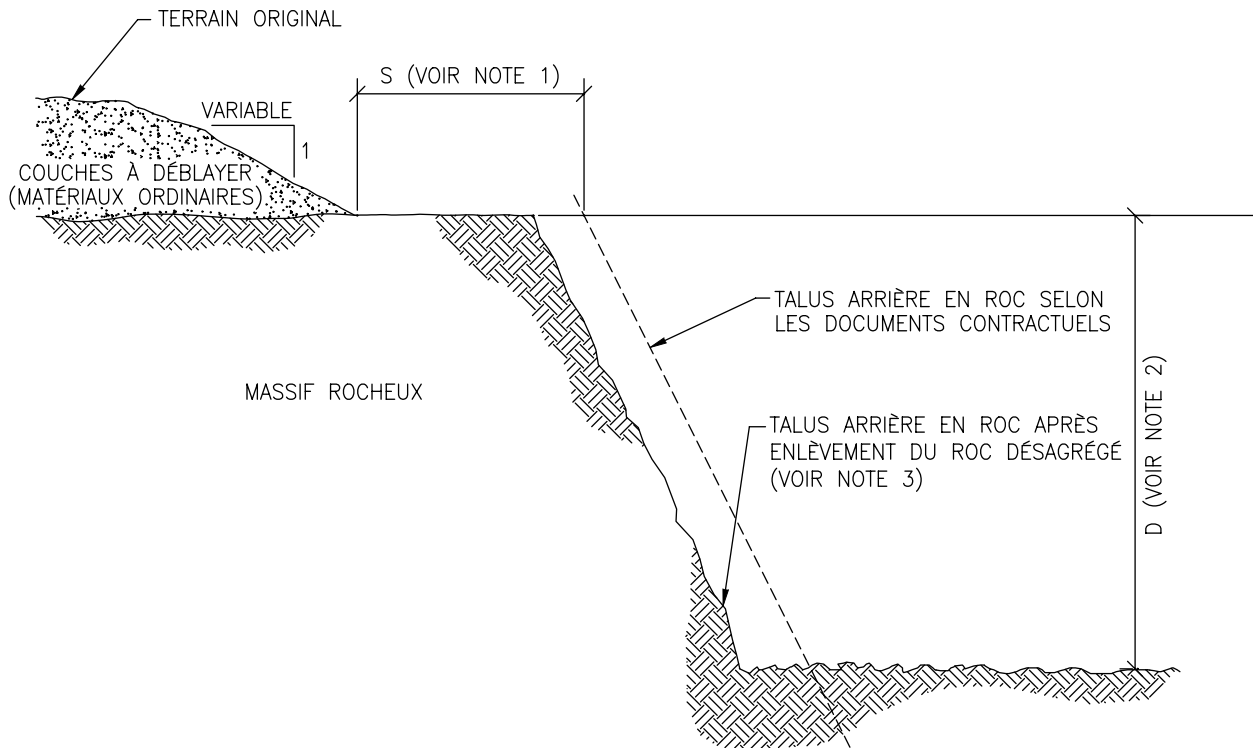 TERRAIN ORIGINAL
S (VOIR NOTE 1)
VARIABLE
1
COUCHES À DÉBLAYER
(MATÉRIAUX ORDINAIRES)
TALUS ARRIÈRE EN ROC SELON
LES DOCUMENTS CONTRACTUELS
MASSIF ROCHEUX
TALUS ARRIÈRE EN ROC APRÈS
ENLÈVEMENT DU ROC DÉSAGRÉGÉ
(VOIR NOTE 3)
D (VOIR NOTE 2)